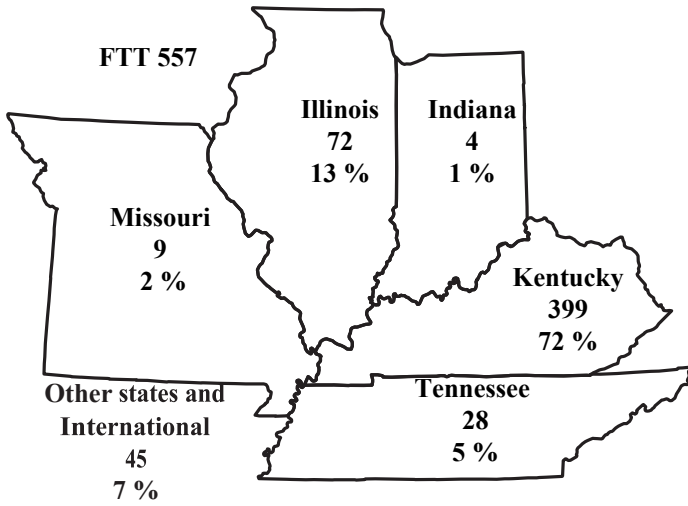 FTT 557
Illinois
72
13 %
Indiana
4
1 %
Missouri
9
2 %
Kentucky
399
72 %
Other states and
International
45
7 %
Tennessee
28
5 %